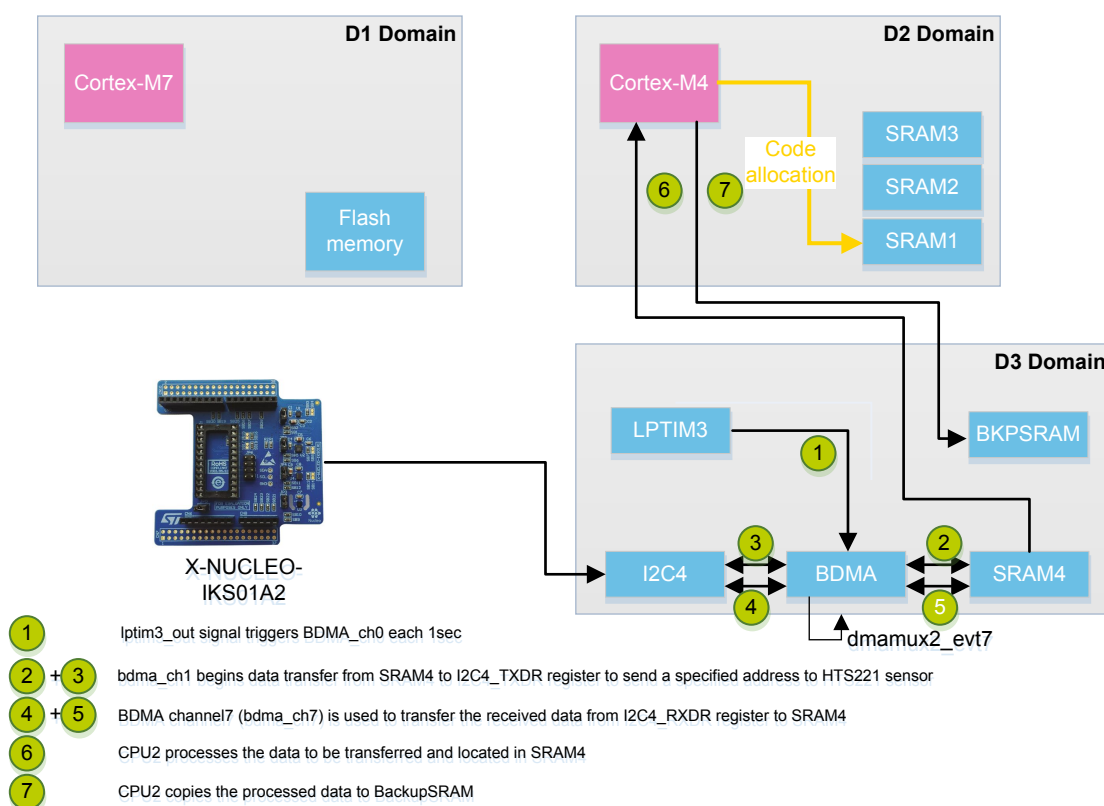 D1 Domain
Cortex-M7
Flash
memory
D2 Domain
Cortex-M4
SRAM3
SRAM2
SRAM1
Code
allocation
6
7
D3 Domain
LPTIM3
1
BKPSRAM
3
2
I2C4
BDMA
SRAM4
4
5
dmamux2_evt7
X-NUCLEO-
IKS01A2
1 lptim3_out signal triggers BDMA_ch0 each 1sec
2 + 3 bdma_ch1 begins data transfer from SRAM4 to I2C4_TXDR register to send a specified address to HTS221 sensor
4 + 5 BDMA channel7 (bdma_ch7) is used to transfer the received data from I2C4_RXDR register to SRAM4
6 CPU2 processes the data to be transferred and located in SRAM4
7 CPU2 copies the processed data to BackupSRAM